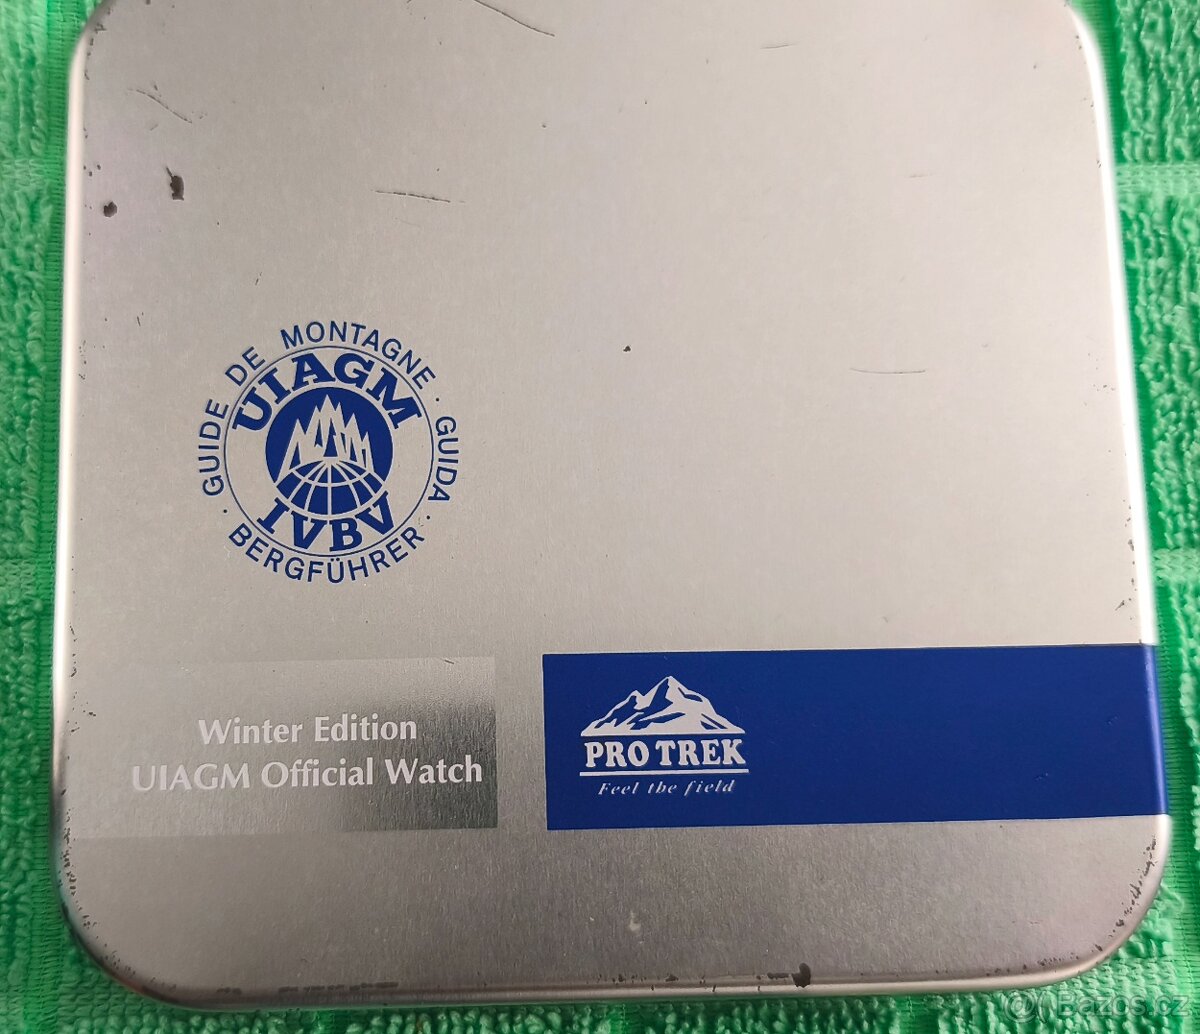 GUIDE DE MONTAGNE · GUIDA · BERGFÜHRER ·
UIAGM
IVBV
Winter Edition
UIAGM Official Watch
PRO TREK
Feel the field
Bazos.cz